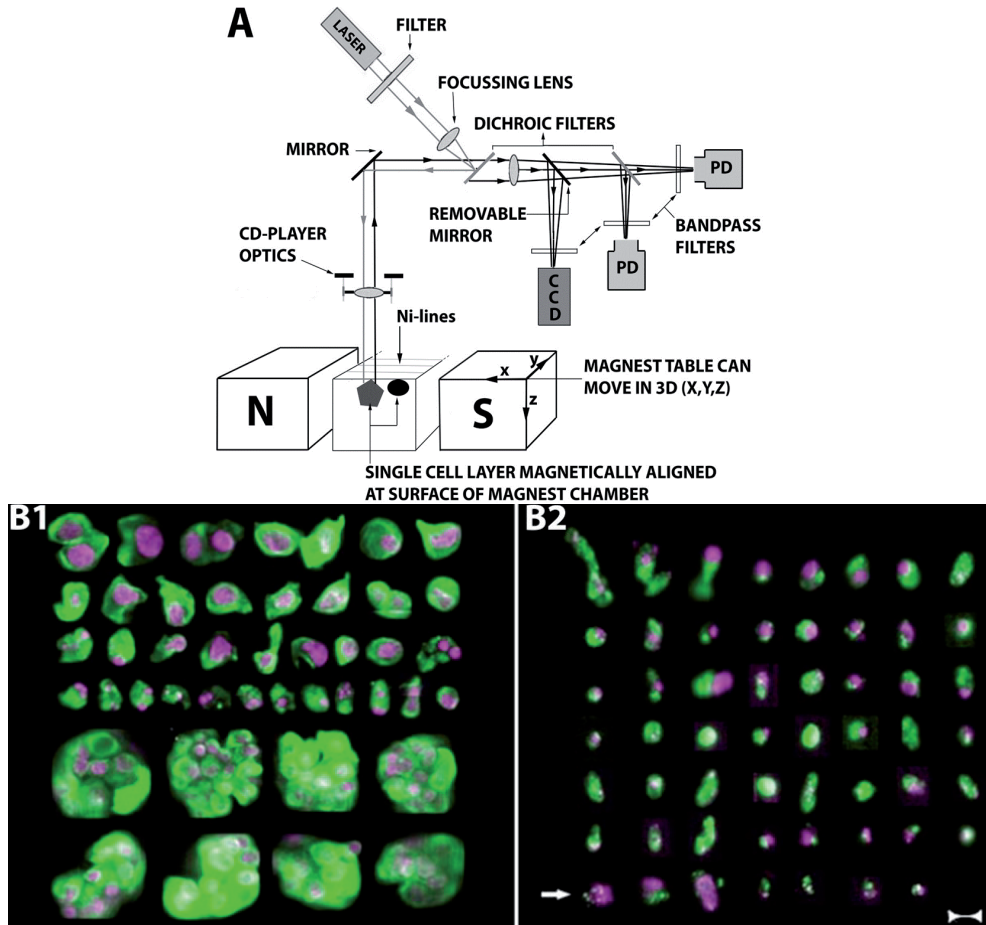 A
LASER
FILTER
FOCUSSING LENS
DICHROIC FILTERS
MIRROR
PD
REMOVABLE
MIRROR
BANDPASS
FILTERS
CD-PLAYER
OPTICS
PD
C
C
D
Ni-lines
N
S
x
y
z
MAGNEST TABLE CAN
MOVE IN 3D (X,Y,Z)
SINGLE CELL LAYER MAGNETICALLY ALIGNED
AT SURFACE OF MAGNEST CHAMBER
B1
B2